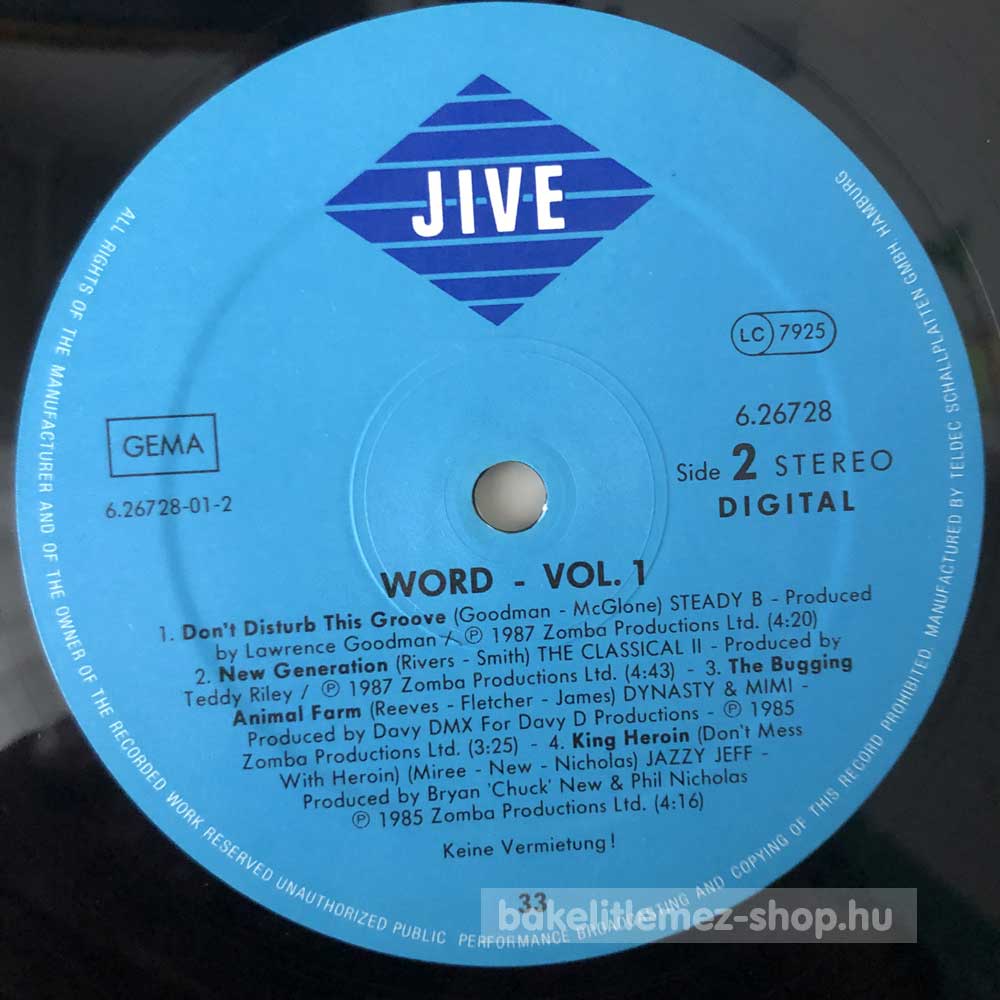 JIVE
LC 7925
6.26728
Side 2 STEREO
DIGITAL
GEMA
6.26728-01-2
WORD - VOL. 1
1. Don't Disturb This Groove (Goodman - McGlone) STEADY B - Produced
by Lawrence Goodman / ℗ 1987 Zomba Productions Ltd. (4:20)
2. New Generation (Rivers - Smith) THE CLASSICAL II - Produced by
Teddy Riley / ℗ 1987 Zomba Productions Ltd. (4:43) - 3. The Bugging
Animal Farm (Reeves - Fletcher - James) DYNASTY & MIMI -
Produced by Davy DMX For Davy D Productions - ℗ 1985
Zomba Productions Ltd. (3:25) - 4. King Heroin (Don't Mess
With Heroin) (Miree - New - Nicholas) JAZZY JEFF -
Produced by Bryan 'Chuck' New & Phil Nicholas
℗ 1985 Zomba Productions Ltd. (4:16)
Keine Vermietung!
33
ALL RIGHTS OF THE MANUFACTURER AND OF THE OWNER OF THE RECORDED WORK RESERVED UNAUTHORIZED PUBLIC PERFORMANCE BROADCASTING AND COPYING OF THIS RECORD PROHIBITED. MANUFACTURED BY TELDEC SCHALLPLATTEN GMBH HAMBURG
bakelitlemez-shop.hu